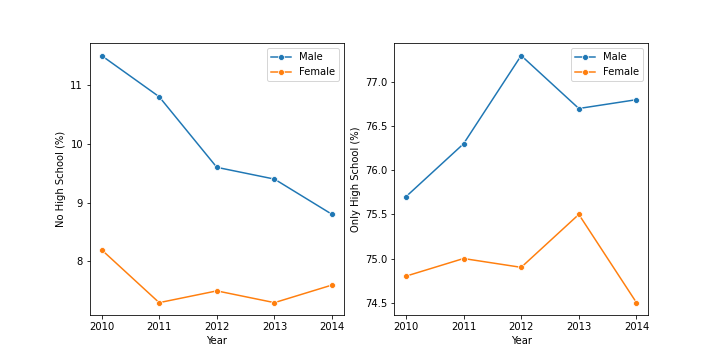 No High School (%)
11
10
9
8
Male
Female
2010 2011 2012 2013 2014
Year
Only High School (%)
77.0
76.5
76.0
75.5
75.0
74.5
Male
Female
2010 2011 2012 2013 2014
Year